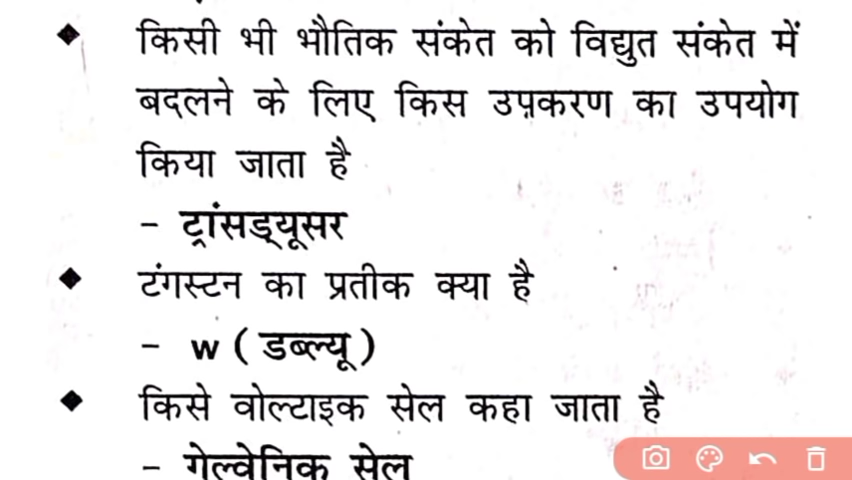 ◆ किसी भी भौतिक संकेत को विद्युत संकेत में
बदलने के लिए किस उपकरण का उपयोग
किया जाता है
- ट्रांसड्यूसर
◆ टंगस्टन का प्रतीक क्या है
- w ( डब्ल्यू )
◆ किसे वोल्टाइक सेल कहा जाता है
- गेल्वेनिक सेल